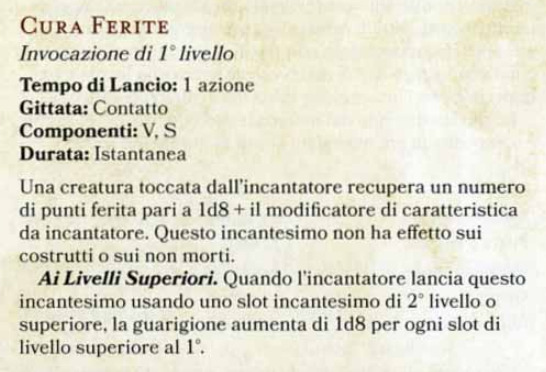 CURA FERITE
Invocazione di 1° livello
Tempo di Lancio: 1 azione
Gittata: Contatto
Componenti: V, S
Durata: Istantanea
Una creatura toccata dall'incantatore recupera un numero
di punti ferita pari a 1d8 + il modificatore di caratteristica
da incantatore. Questo incantesimo non ha effetto sui
costrutti o sui non morti.
Ai Livelli Superiori. Quando l'incantatore lancia questo
incantesimo usando uno slot incantesimo di 2° livello o
superiore, la guarigione aumenta di 1d8 per ogni slot di
livello superiore al 1°.